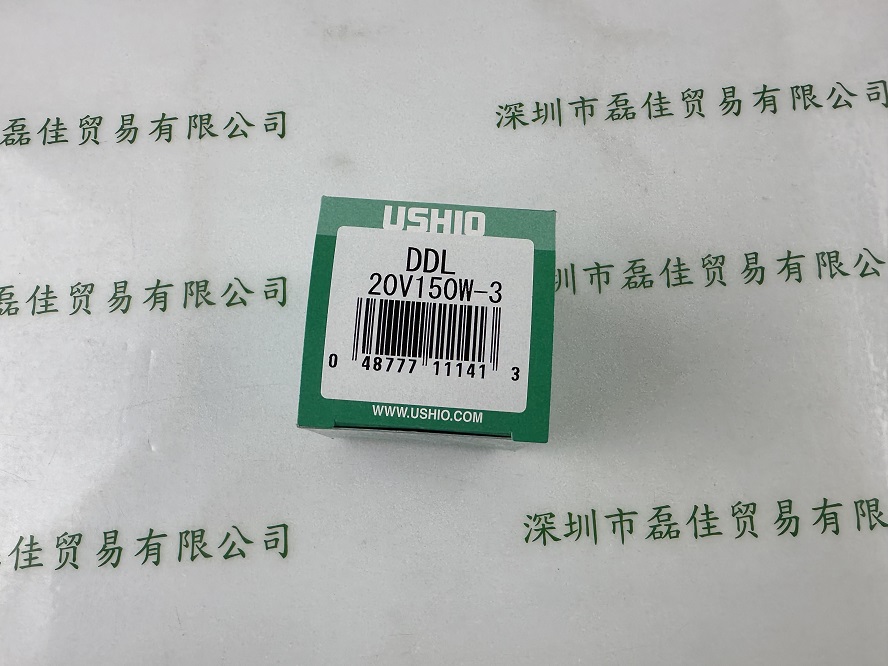 磊佳贸易有限公司
深圳市磊佳贸易有限公司
USHIO
DDL
20V150W-3
0 48777 11141 3
WWW.USHIO.COM
磊佳贸易有限公司
圳市磊佳贸易有限公
佳贸易有限公司
深圳市磊佳贸易有限